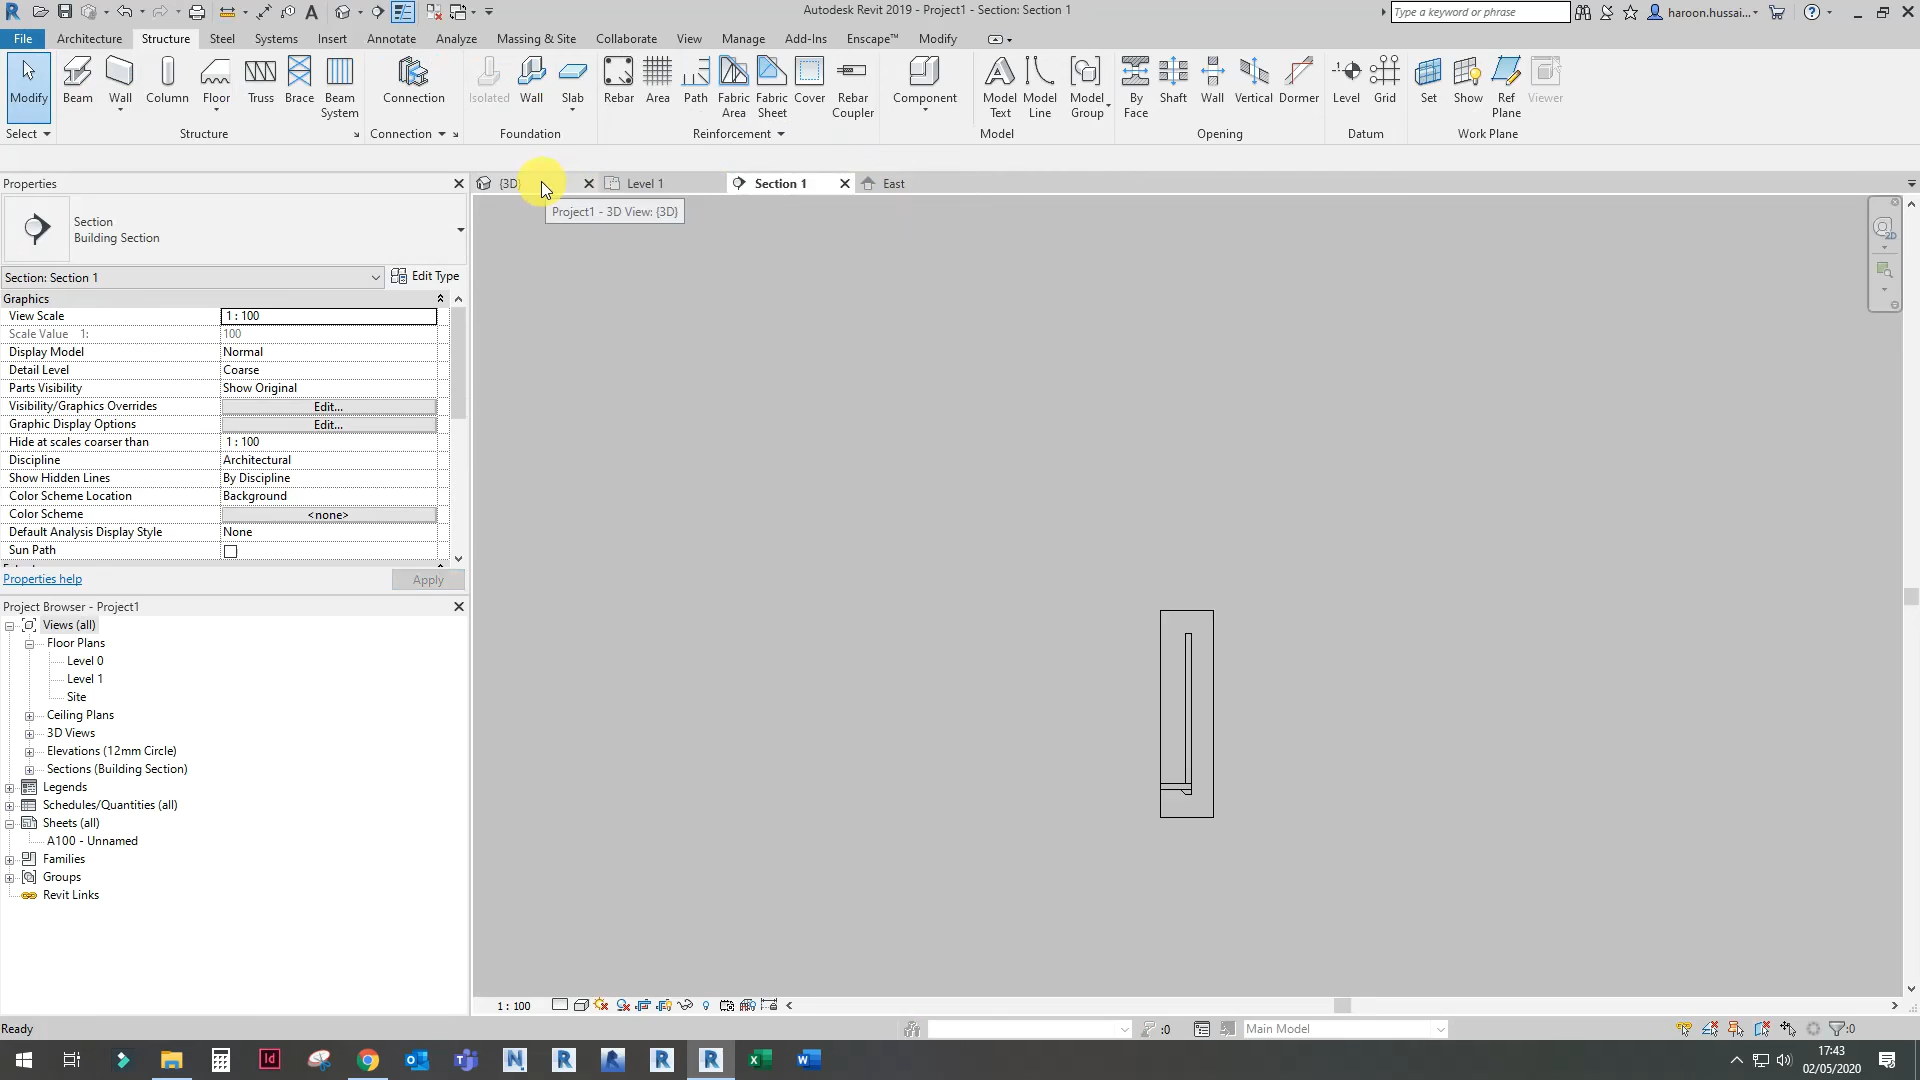 Autodesk Revit 2019 - Project1 - Section: Section 1
Type a keyword or phrase
haroon.hussai...
File Architecture Structure Steel Systems Insert Annotate Analyze Massing & Site Collaborate View Manage Add-Ins Enscape™ Modify
Modify Beam Wall Column Floor Truss Brace Beam System Connection Isolated Wall Slab Rebar Area Path Fabric Area Fabric Sheet Cover Rebar Coupler Component Model Text Model Line Model Group By Face Shaft Wall Vertical Dormer Level Grid Set Show Ref Plane Viewer
Select Structure Connection Foundation Reinforcement Model Opening Datum Work Plane
Properties
{3D} Level 1 Section 1 East
Project1 - 3D View: {3D}
Section
Building Section
Section: Section 1 Edit Type
Graphics
View Scale 1 : 100
Scale Value 1: 100
Display Model Normal
Detail Level Coarse
Parts Visibility Show Original
Visibility/Graphics Overrides Edit...
Graphic Display Options Edit...
Hide at scales coarser than 1 : 100
Discipline Architectural
Show Hidden Lines By Discipline
Color Scheme Location Background
Color Scheme <none>
Default Analysis Display Style None
Sun Path
Properties help Apply
Project Browser - Project1
Views (all)
Floor Plans
Level 0
Level 1
Site
Ceiling Plans
3D Views
Elevations (12mm Circle)
Sections (Building Section)
Legends
Schedules/Quantities (all)
Sheets (all)
A100 - Unnamed
Families
Groups
Revit Links
1 : 100
Ready
:0 Main Model :0
17:43
02/05/2020